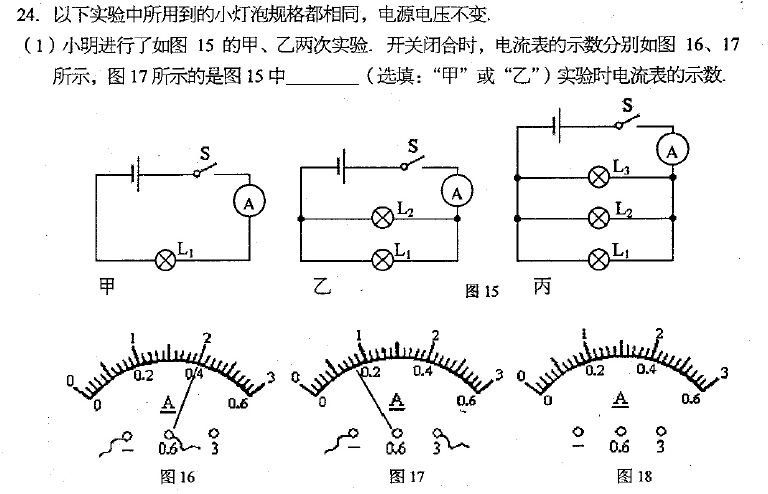 24. 以下实验中所用到的小灯泡规格都相同，电源电压不变.
（1）小明进行了如图 15 的甲、乙两次实验. 开关闭合时，电流表的示数分别如图 16、17
所示，图 17 所示的是图 15 中________（选填：“甲”或“乙”）实验时电流表的示数.
S
A
L₁
甲
S
A
L₂
L₁
乙
图 15
S
A
L₃
L₂
L₁
丙
0 1 2 3
0 0.2 0.4 0.6
A
− 0.6 3
图 16
0 1 2 3
0 0.2 0.4 0.6
A
− 0.6 3
图 17
0 1 2 3
0 0.2 0.4 0.6
A
− 0.6 3
图 18